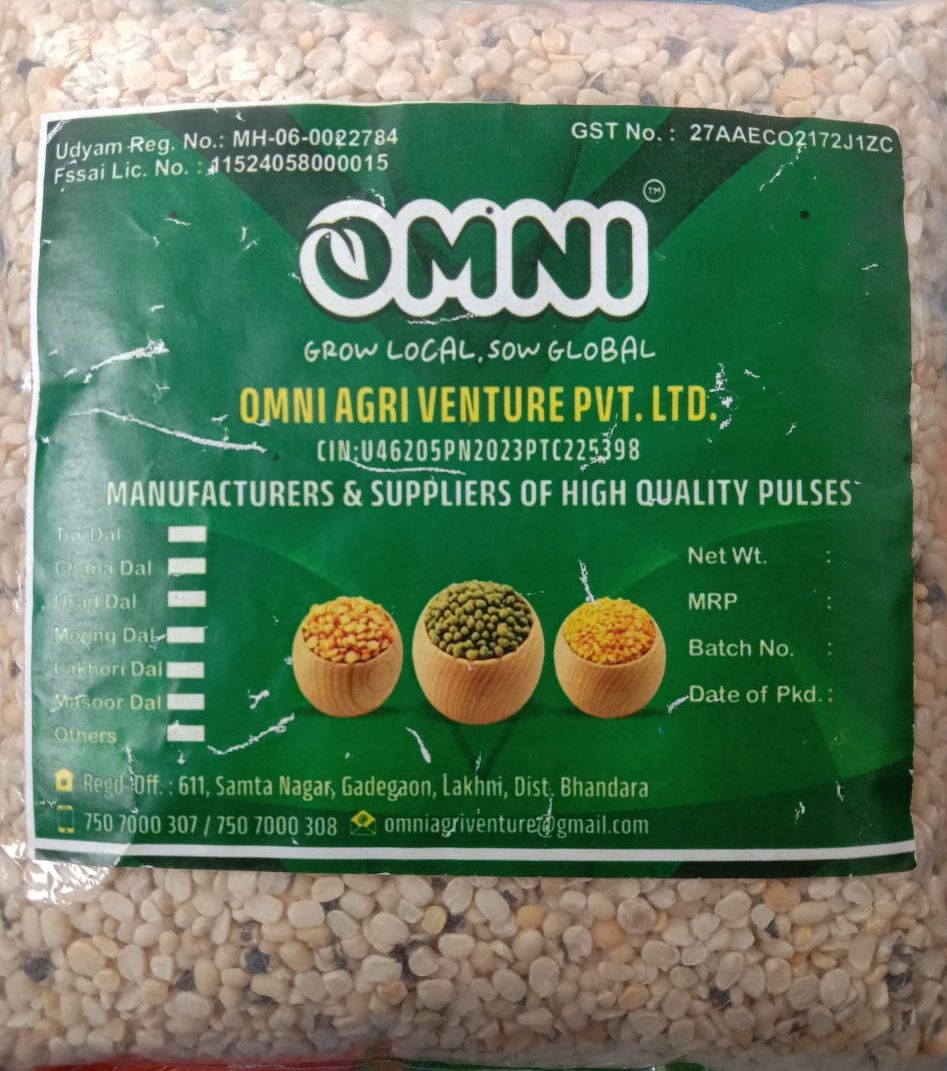 Udyam Reg. No.: MH-06-0022784
Fssai Lic. No. : 11524058000015
GST No. : 27AAECO2172J1ZC
OMNI ™
GROW LOCAL, SOW GLOBAL
OMNI AGRI VENTURE PVT. LTD.
CIN:U46205PN2023PTC225398
MANUFACTURERS & SUPPLIERS OF HIGH QUALITY PULSES
Tur Dal
Chana Dal
Urad Dal
Moong Dal
Lakhori Dal
Masoor Dal
Others
Net Wt. :
MRP :
Batch No. :
Date of Pkd. :
Regd Off. : 611, Samta Nagar, Gadegaon, Lakhni, Dist. Bhandara
750 7000 307 / 750 7000 308 omniagriventure@gmail.com